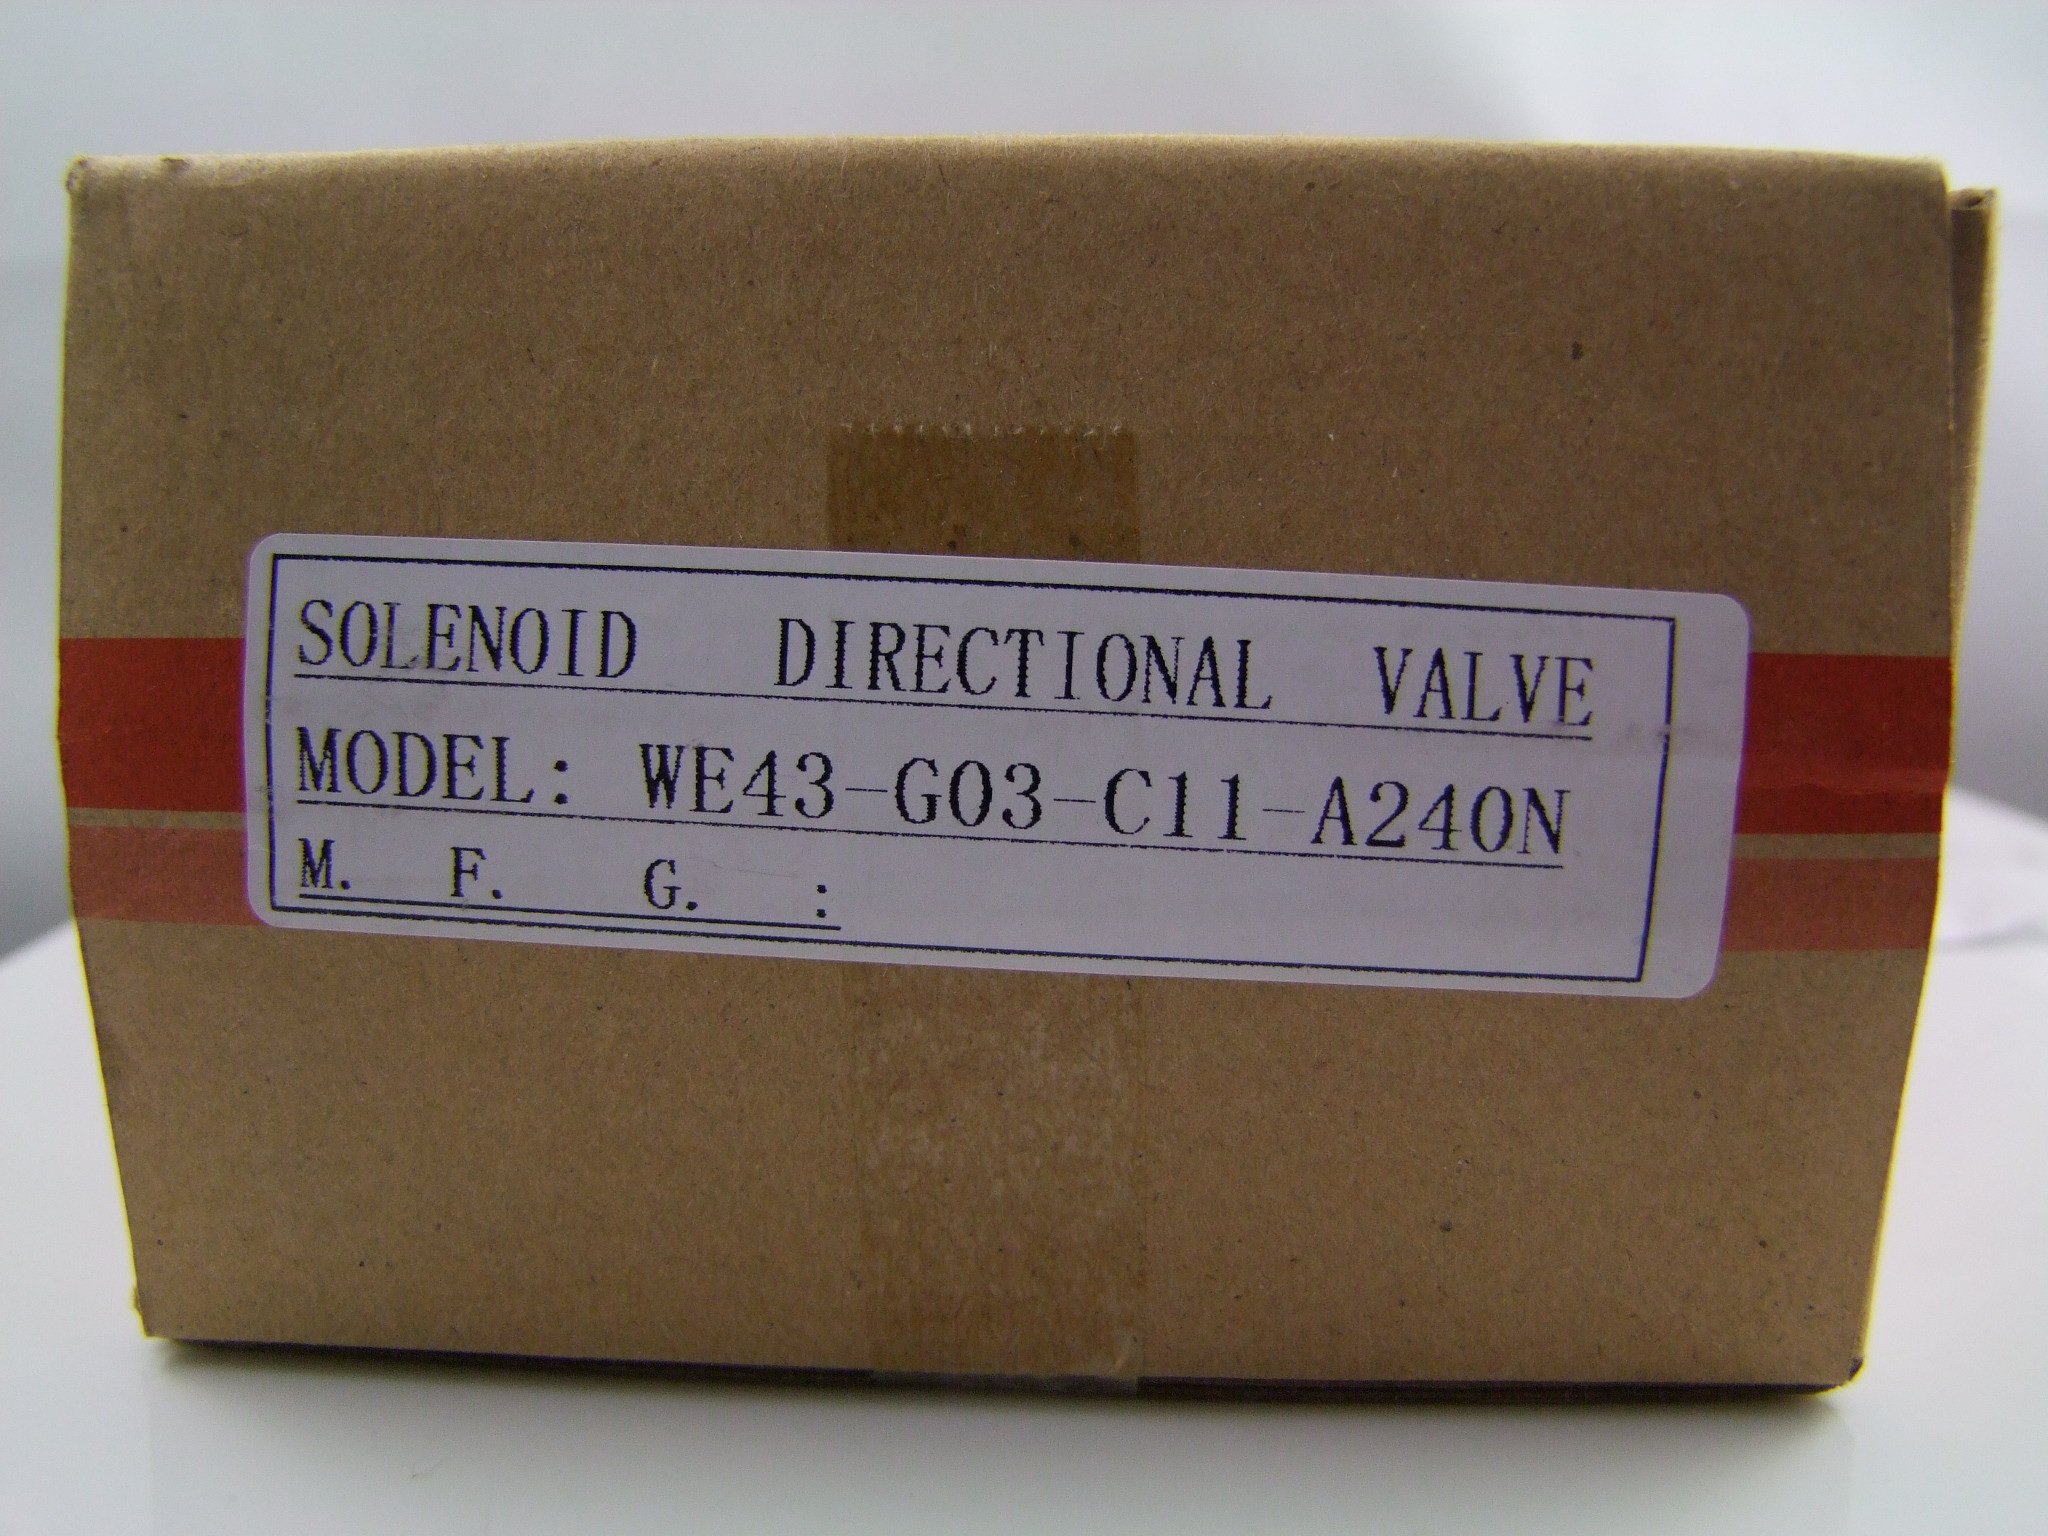 SOLENOID DIRECTIONAL VALVE
MODEL: WE43-G03-C11-A240N
M. F. G. :